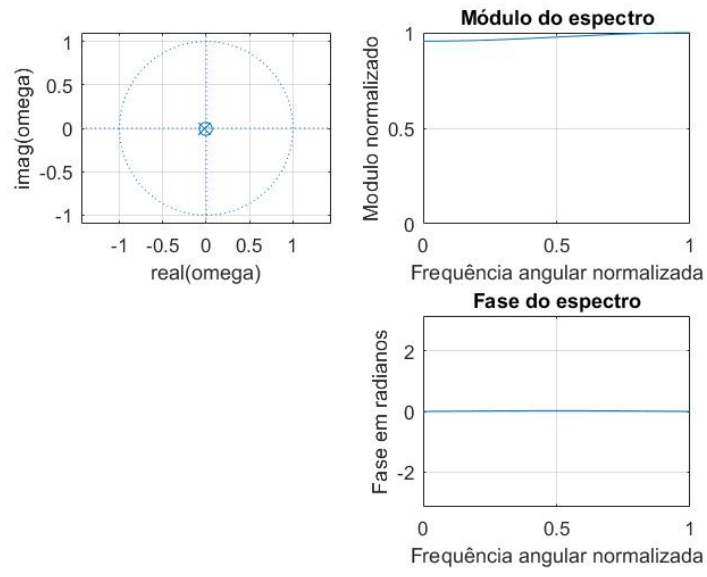 1
0.5
0
-0.5
-1
imag(omega)
-1 -0.5 0 0.5 1
real(omega)
Módulo do espectro
1
0.5
0
Modulo normalizado
0 0.5 1
Frequência angular normalizada
Fase do espectro
2
0
-2
Fase em radianos
0 0.5 1
Frequência angular normalizada